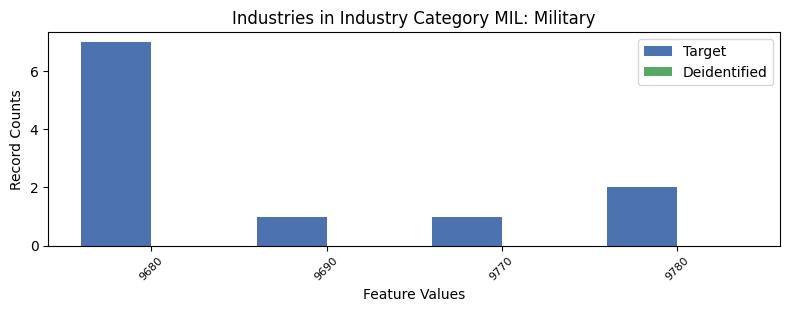 Industries in Industry Category MIL: Military
Target
Deidentified
Record Counts
6
4
2
0
9680
9690
9770
9780
Feature Values